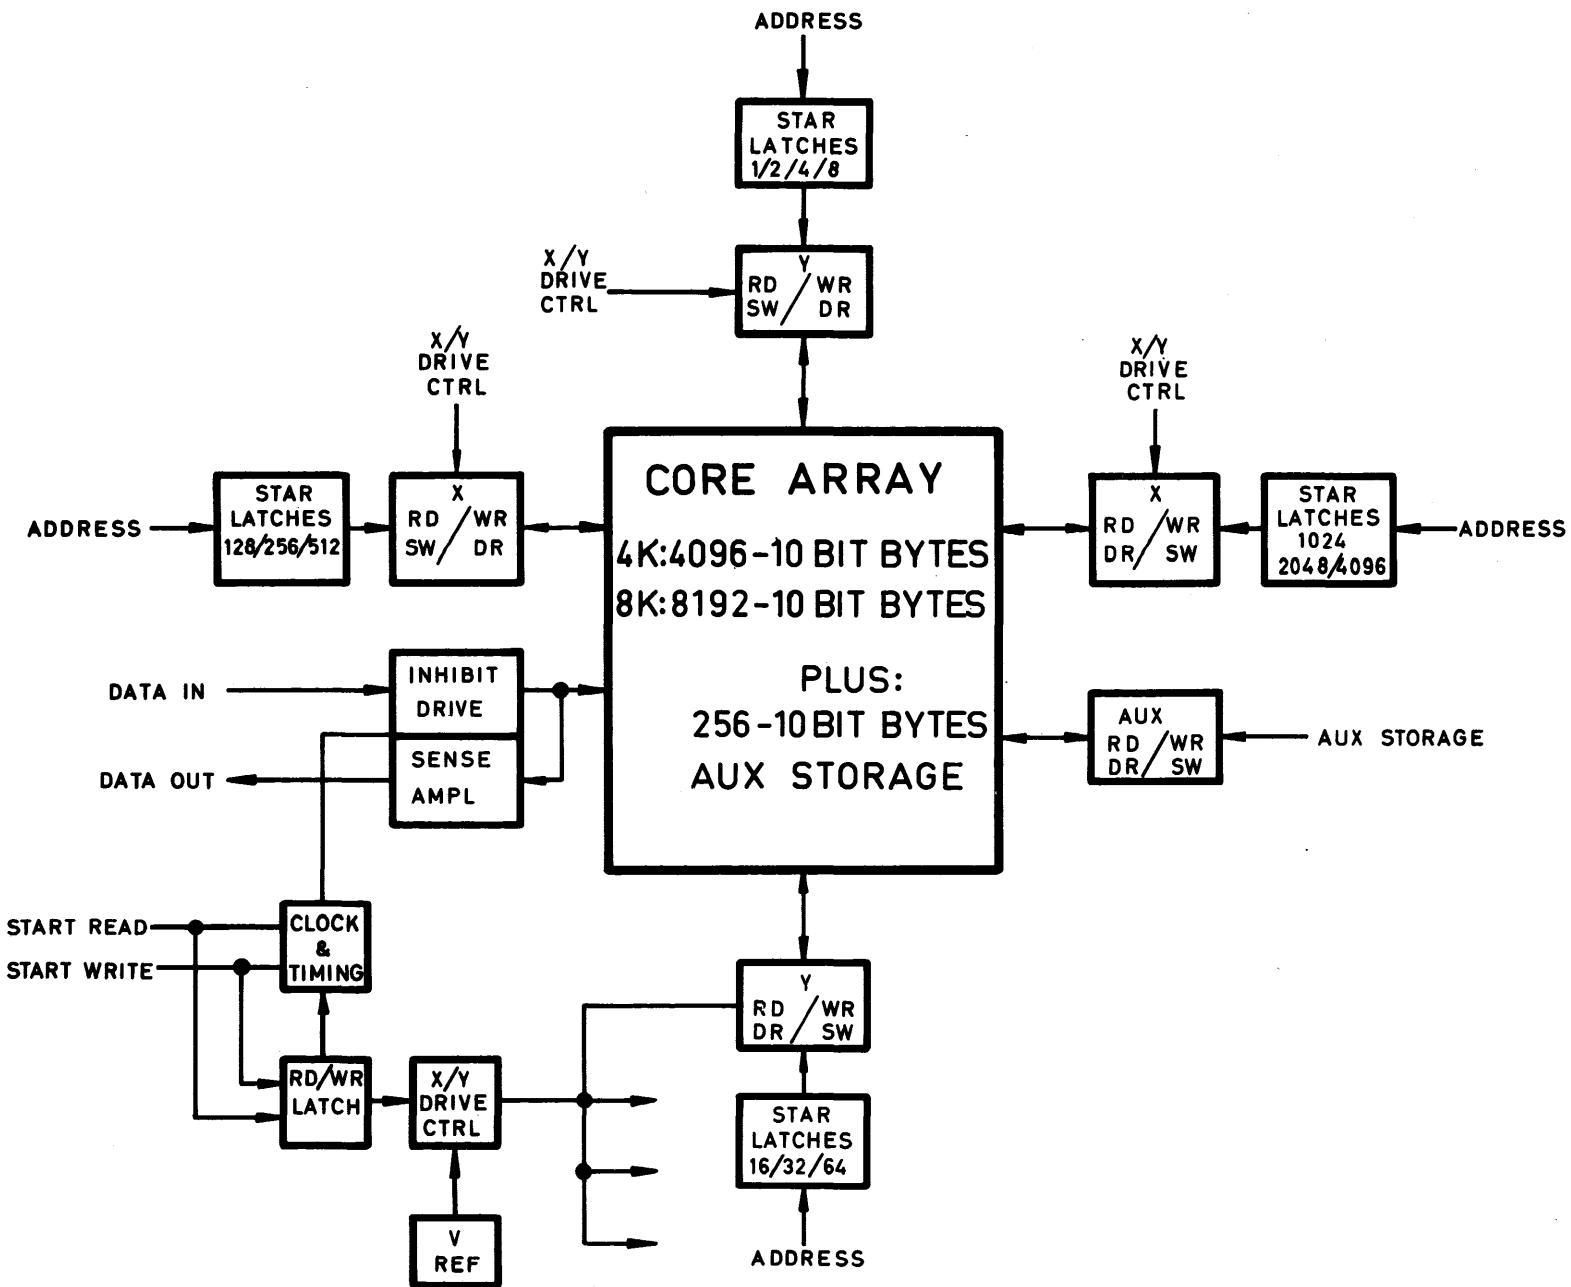 ADDRESS
STAR
LATCHES
1/2/4/8
X/Y
DRIVE
CTRL
Y
RD / WR
SW DR
X/Y
DRIVE
CTRL
X/Y
DRIVE
CTRL
ADDRESS
STAR
LATCHES
128/256/512
X
RD / WR
SW DR
CORE ARRAY
4K:4096-10 BIT BYTES
8K:8192-10 BIT BYTES
PLUS:
256-10 BIT BYTES
AUX STORAGE
X
RD / WR
DR SW
STAR
LATCHES
1024
2048/4096
ADDRESS
DATA IN
INHIBIT
DRIVE
DATA OUT
SENSE
AMPL
AUX
RD / WR
DR SW
AUX STORAGE
START READ
START WRITE
CLOCK
&
TIMING
RD/WR
LATCH
X/Y
DRIVE
CTRL
V
REF
Y
RD / WR
DR SW
STAR
LATCHES
16/32/64
ADDRESS